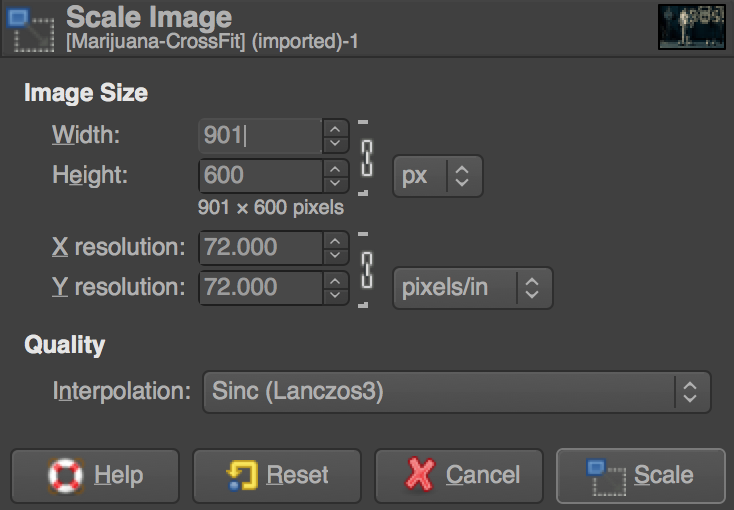 Scale Image
[Marijuana-CrossFit] (imported)-1
Image Size
Width: 901
Height: 600 px
901 × 600 pixels
X resolution: 72.000
Y resolution: 72.000 pixels/in
Quality
Interpolation: Sinc (Lanczos3)
Help Reset Cancel Scale